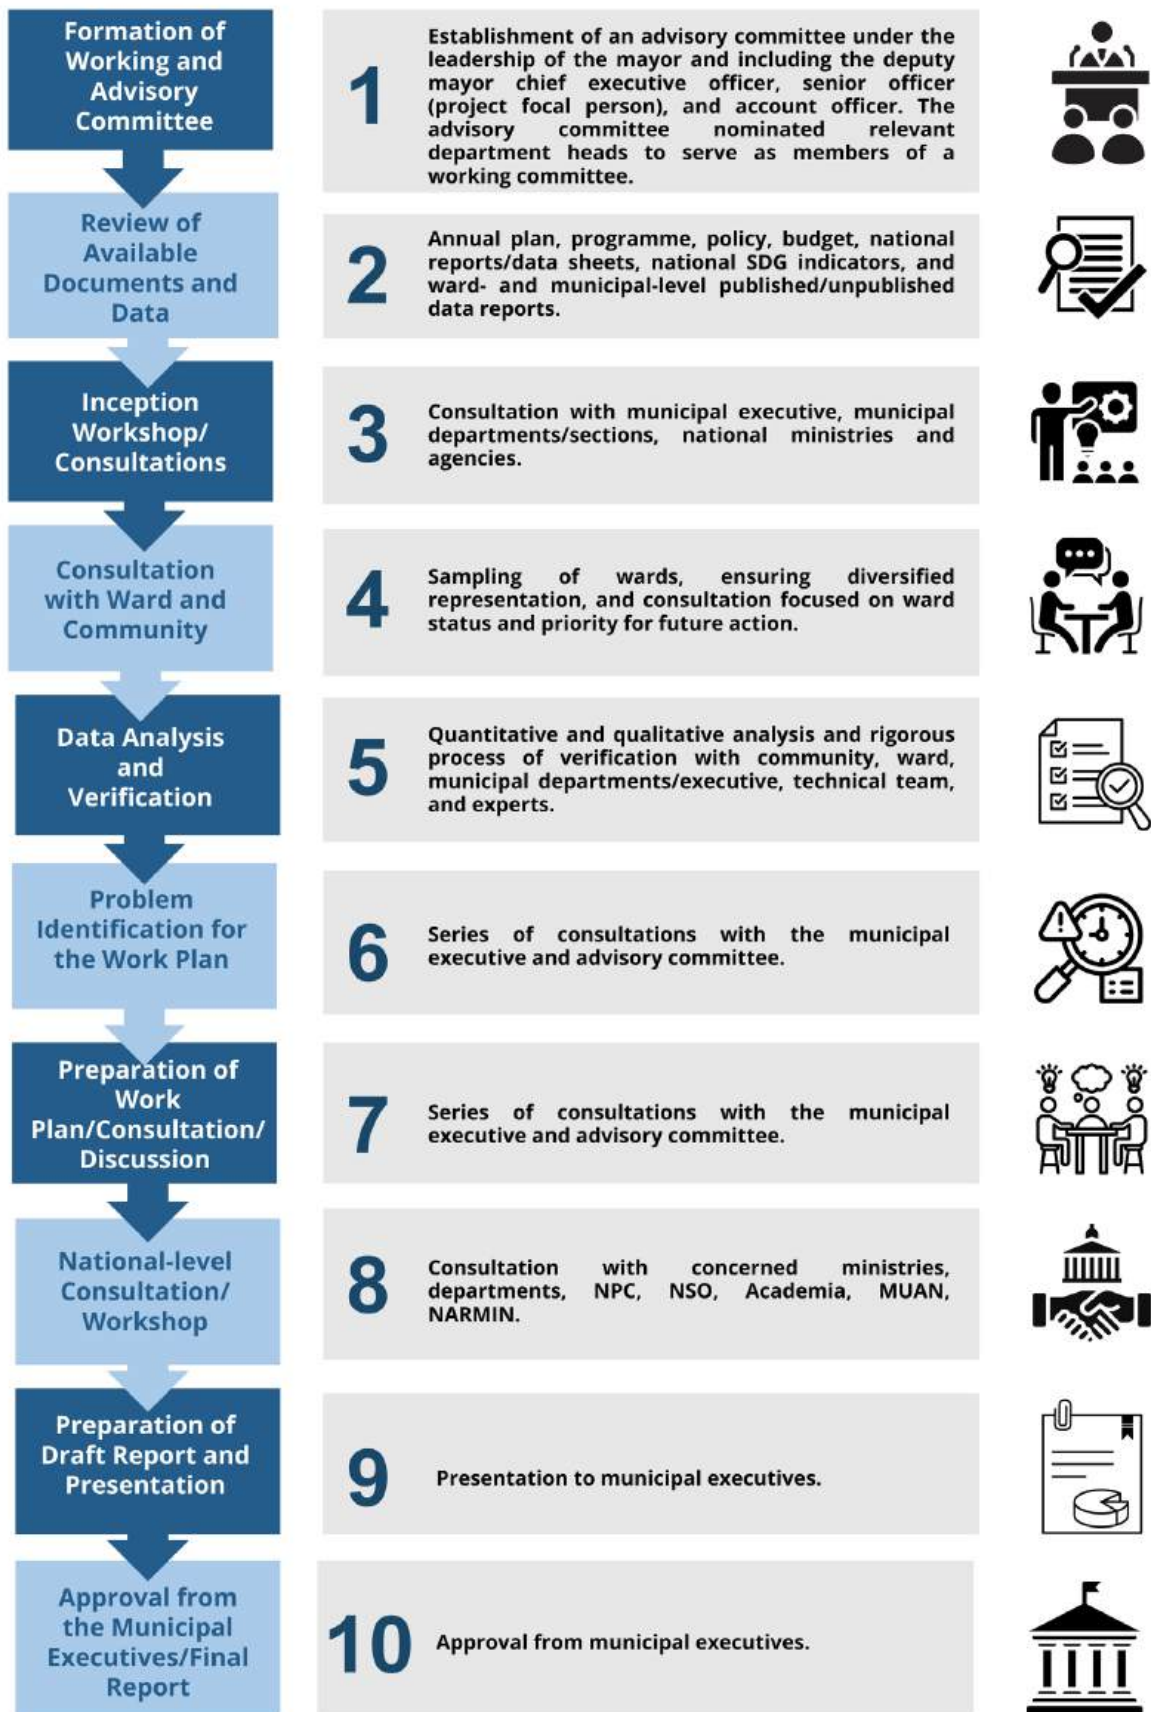 Formation of
Working and
Advisory
Committee
1
Establishment of an advisory committee under the
leadership of the mayor and including the deputy
mayor chief executive officer, senior officer
(project focal person), and account officer. The
advisory committee nominated relevant
department heads to serve as members of a
working committee.
Review of
Available
Documents and
Data
2
Annual plan, programme, policy, budget, national
reports/data sheets, national SDG indicators, and
ward- and municipal-level published/unpublished
data reports.
Inception
Workshop/
Consultations
3
Consultation with municipal executive, municipal
departments/sections, national ministries and
agencies.
Consultation
with Ward and
Community
4
Sampling of wards, ensuring diversified
representation, and consultation focused on ward
status and priority for future action.
Data Analysis
and
Verification
5
Quantitative and qualitative analysis and rigorous
process of verification with community, ward,
municipal departments/executive, technical team,
and experts.
Problem
Identification for
the Work Plan
6
Series of consultations with the municipal
executive and advisory committee.
Preparation of
Work
Plan/Consultation/
Discussion
7
Series of consultations with the municipal
executive and advisory committee.
National-level
Consultation/
Workshop
8
Consultation with concerned ministries,
departments, NPC, NSO, Academia, MUAN,
NARMIN.
Preparation of
Draft Report and
Presentation
9
Presentation to municipal executives.
Approval from
the Municipal
Executives/Final
Report
10
Approval from municipal executives.